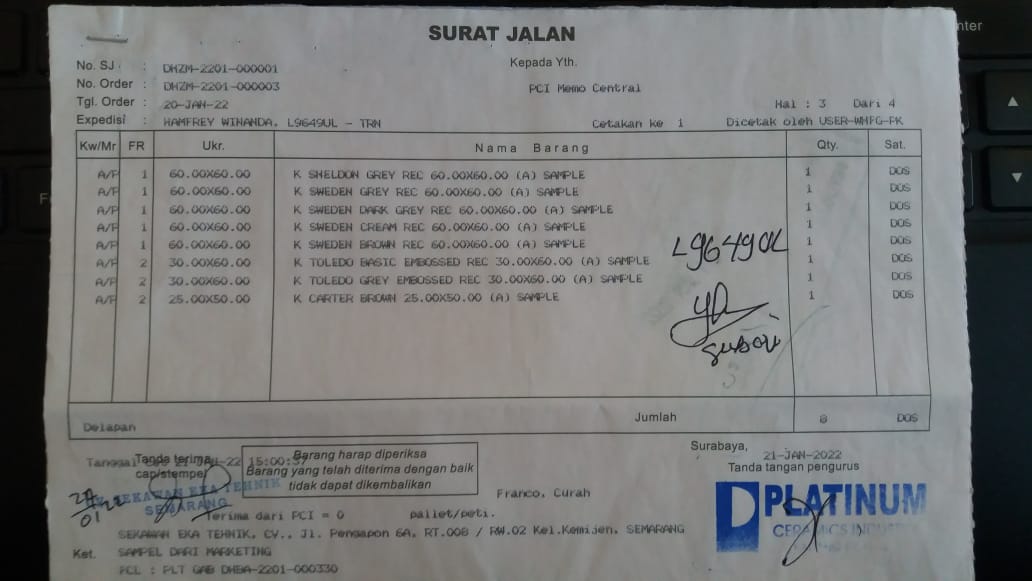 SURAT JALAN
Kepada Yth.
No. SJ : DHZM-2201-000001
No. Order : DHZM-2201-000003
PCI Memo Central
Tgl. Order : 20-JAN-22
Hal : 3 Dari 4
Expedisi : HAMFREY WINANDA, L9649UL - TRN
Cetakan ke 1
Dicetak oleh USER-WMFG-PK
Kw/Mr FR Ukr. Nama Barang Qty. Sat.
A/P 1 60.00X60.00 K SHELDON GREY REC 60.00X60.00 (A) SAMPLE 1 DOS
A/P 1 60.00X60.00 K SWEDEN GREY REC 60.00X60.00 (A) SAMPLE 1 DOS
A/P 1 60.00X60.00 K SWEDEN DARK GREY REC 60.00X60.00 (A) SAMPLE 1 DOS
A/P 1 60.00X60.00 K SWEDEN CREAM REC 60.00X60.00 (A) SAMPLE 1 DOS
A/P 1 60.00X60.00 K SWEDEN BROWN REC 60.00X60.00 (A) SAMPLE 1 DOS
A/P 2 30.00X60.00 K TOLEDO BASIC EMBOSSED REC 30.00X60.00 (A) SAMPLE 1 DOS
A/P 2 30.00X60.00 K TOLEDO GREY EMBOSSED REC 30.00X60.00 (A) SAMPLE 1 DOS
A/P 2 25.00X50.00 K CARTER BROWN 25.00X50.00 (A) SAMPLE 1 DOS
Delapan Jumlah 8 DOS
Tanggal 21-JAN-22 15:00:37
Tanda terima
cap/stempel
Barang harap diperiksa
Barang yang telah diterima dengan baik
tidak dapat dikembalikan
Surabaya,
21-JAN-2022
Tanda tangan pengurus
SEKAWAN EKA TEHNIK
SEMARANG
Franco, Curah
PLATINUM
CERAMICS
Terima dari PCI = 0 pallet/peti.
SEKAWAN EKA TEHNIK, CV., Jl. Pengapon 6A, RT.008 / RW.02 Kel.Kemijen, SEMARANG
Ket. SAMPEL DARI MARKETING
PCL : PLT GAB DHBA-2201-000330